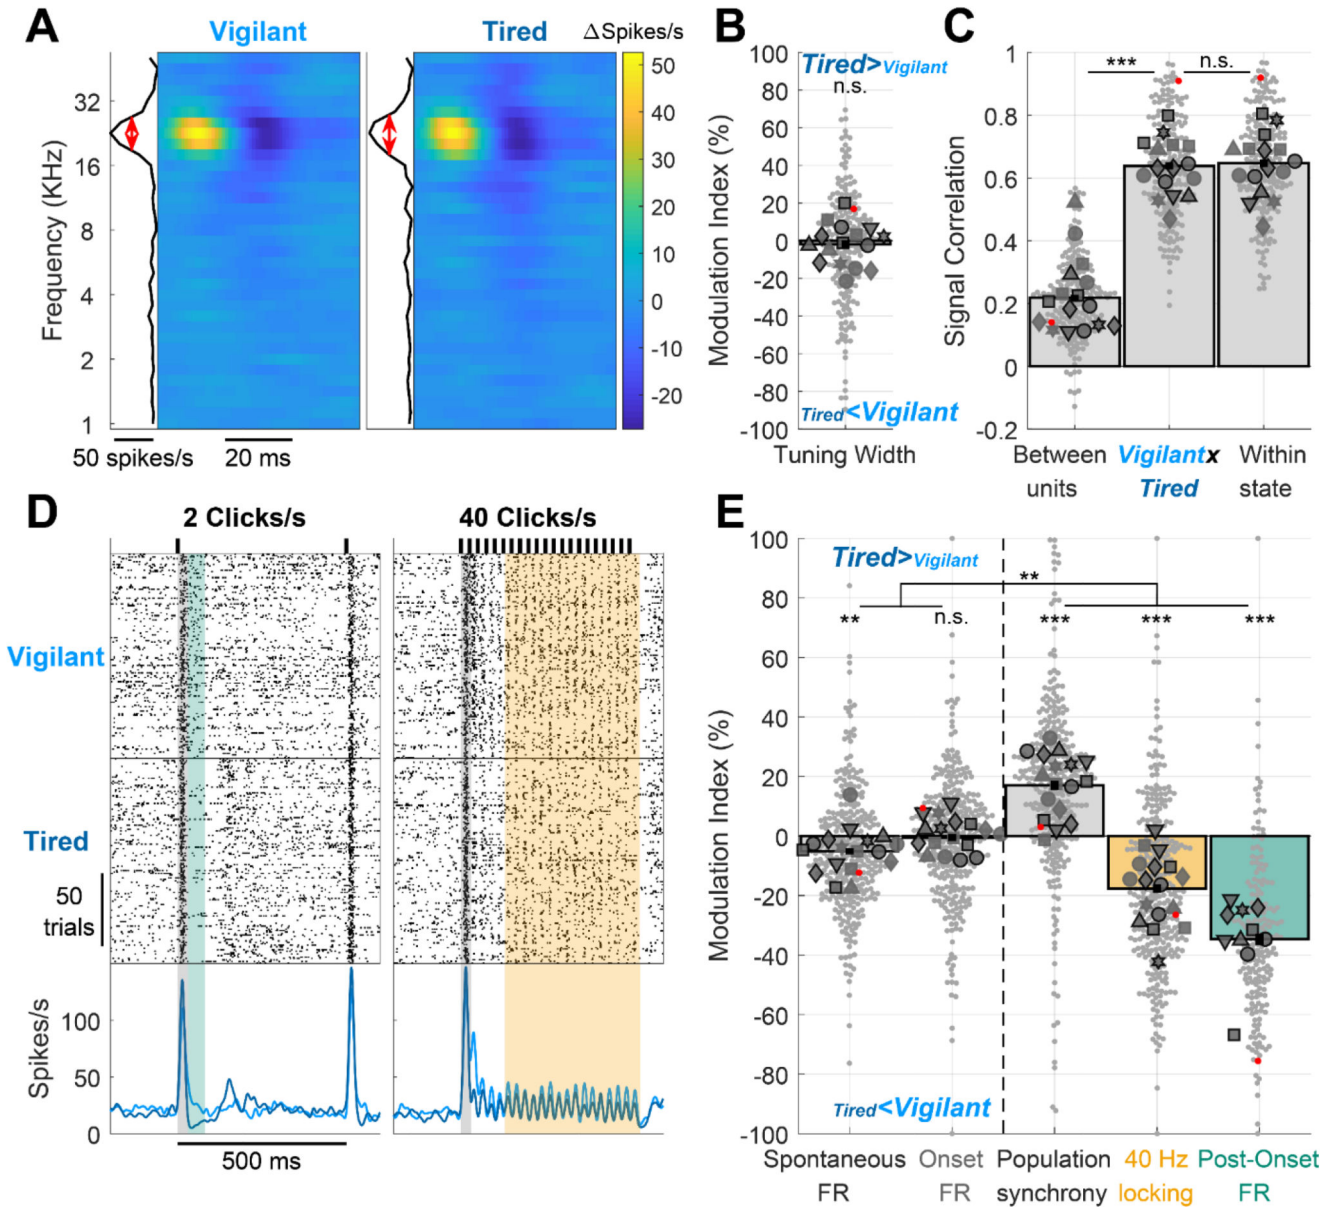 A
Vigilant
Tired
ΔSpikes/s
Frequency (KHz)
32
16
8
4
2
1
50
40
30
20
10
0
-10
-20
50 spikes/s
20 ms
B
Modulation Index (%)
100
80
60
40
20
0
-20
-40
-60
-80
-100
Tired>Vigilant
n.s.
Tired<Vigilant
Tuning Width
C
Signal Correlation
1
0.8
0.6
0.4
0.2
0
-0.2
***
n.s.
Between
units
Vigilantx
Tired
Within
state
D
2 Clicks/s
40 Clicks/s
Vigilant
Tired
50
trials
Spikes/s
100
50
0
500 ms
E
Modulation Index (%)
100
80
60
40
20
0
-20
-40
-60
-80
-100
Tired>Vigilant
**
**
n.s.
***
***
***
Tired<Vigilant
Spontaneous
FR
Onset
FR
Population
synchrony
40 Hz
locking
Post-Onset
FR